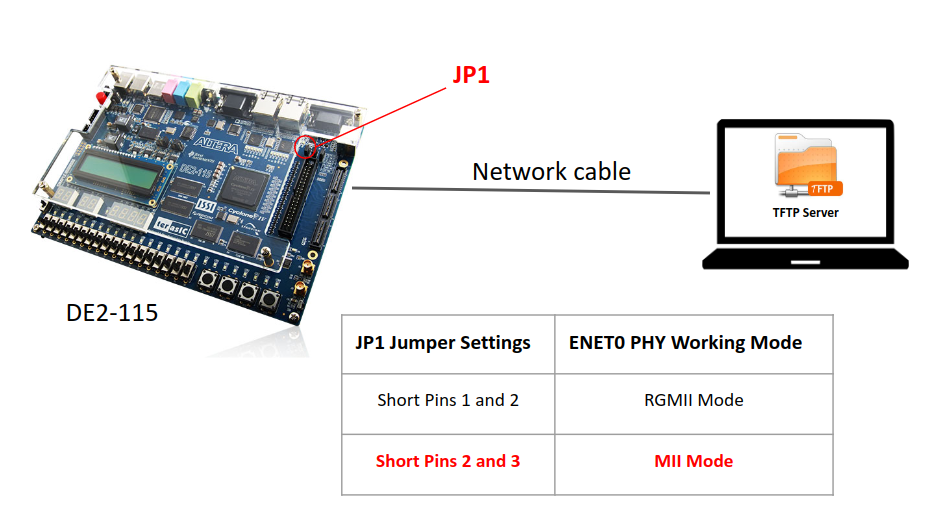 JP1
ALTERA
DE2-115
ISSI
Cyclone IV
terasIC
Network cable
TFTP
TFTP Server
DE2-115
JP1 Jumper Settings
ENET0 PHY Working Mode
Short Pins 1 and 2
RGMII Mode
Short Pins 2 and 3
MII Mode